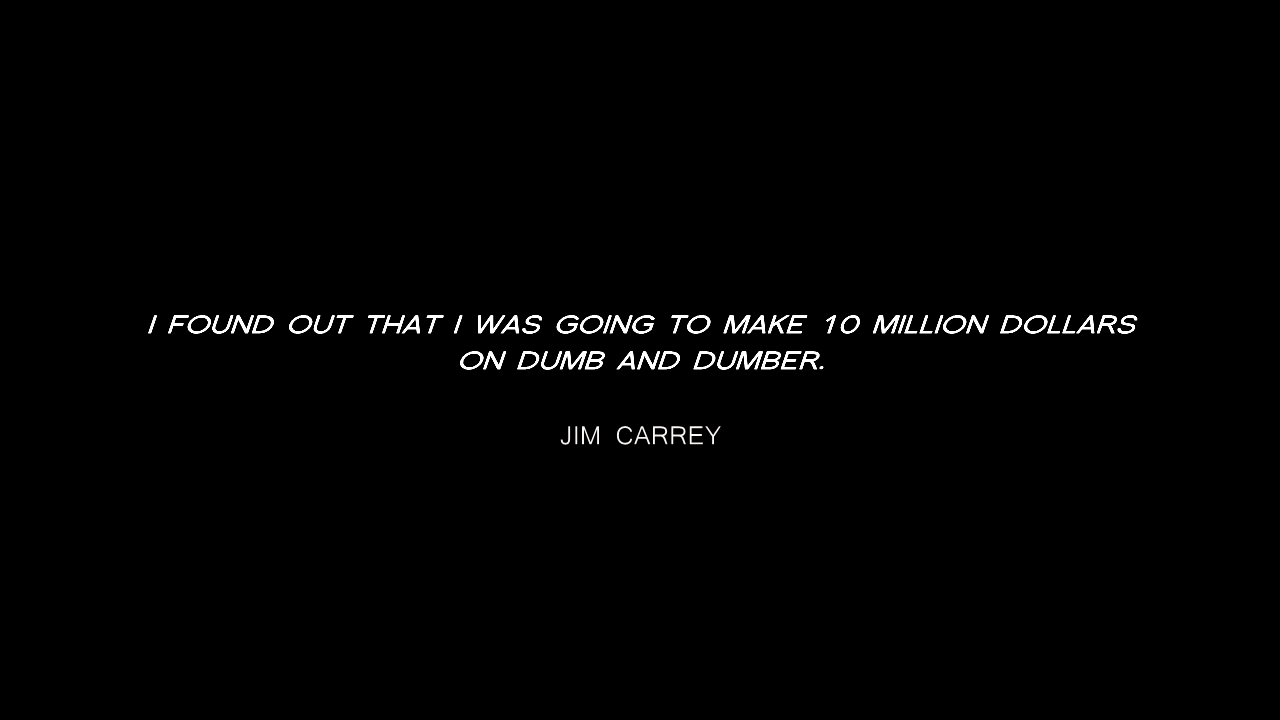 I FOUND OUT THAT I WAS GOING TO MAKE 10 MILLION DOLLARS
ON DUMB AND DUMBER.
JIM CARREY